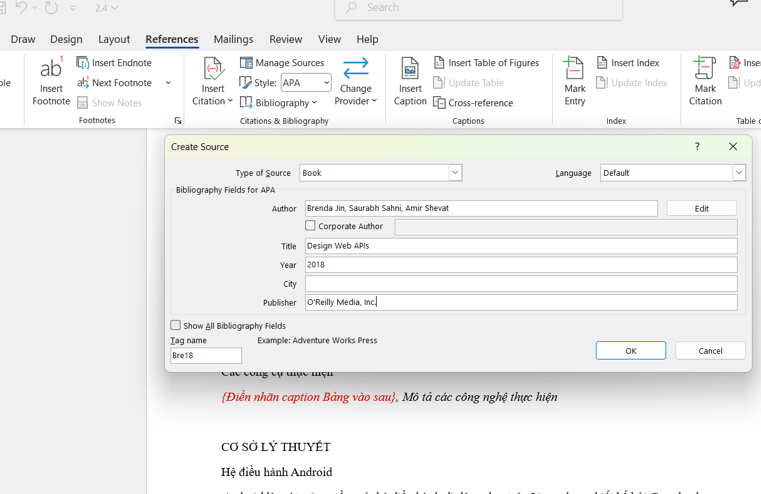 2.4
Search
Draw Design Layout References Mailings Review View Help
ab
Insert Footnote
Insert Endnote
Next Footnote
Show Notes
Footnotes
Insert Citation
Manage Sources
Style: APA
Bibliography
Citations & Bibliography
Change Provider
Insert Caption
Insert Table of Figures
Update Table
Cross-reference
Captions
Mark Entry
Insert Index
Update Index
Index
Mark Citation
Create Source
?
Type of Source Book Language Default
Bibliography Fields for APA
Author Brenda Jin, Saurabh Sahni, Amir Shevat Edit
Corporate Author
Title Design Web APIs
Year 2018
City
Publisher O'Reilly Media, Inc.
Show All Bibliography Fields
Tag name Example: Adventure Works Press
Bre18
OK Cancel
Các công cụ thực hiện
{Điền nhãn caption Bảng vào sau}, Mô tả các công nghệ thực hiện
CƠ SỞ LÝ THUYẾT
Hệ điều hành Android